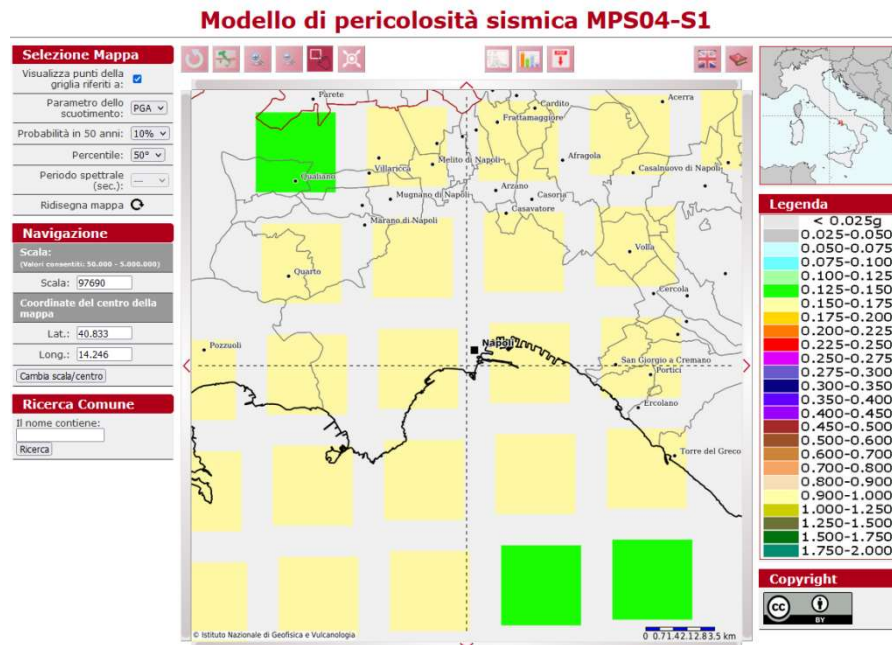 Modello di pericolosità sismica MPS04-S1
Selezione Mappa
Visualizza punti della
griglia riferiti a:
Parametro dello
scuotimento: PGA
Probabilità in 50 anni: 10%
Percentile: 50°
Periodo spettrale
(sec.): ---
Ridisegna mappa
Navigazione
Scala:
(Valori consentiti: 50.000 - 5.000.000)
Scala: 97690
Coordinate del centro della
mappa
Lat.: 40.833
Long.: 14.246
Cambia scala/centro
Ricerca Comune
Il nome contiene:
Ricerca
Parete
Cardito
Acerra
Frattamaggiore
Qualiano
Villaricca
Melito di Napoli
Afragola
Casalnuovo di Napoli
Mugnano di Napoli
Arzano
Casoria
Casavatore
Marano di Napoli
Quarto
Volla
Cercola
Pozzuoli
Napoli
San Giorgio a Cremano
Portici
Ercolano
Torre del Greco
© Istituto Nazionale di Geofisica e Vulcanologia
0 0.71.42.12.83.5 km
Legenda
< 0.025g
0.025-0.050
0.050-0.075
0.075-0.100
0.100-0.125
0.125-0.150
0.150-0.175
0.175-0.200
0.200-0.225
0.225-0.250
0.250-0.275
0.275-0.300
0.300-0.350
0.350-0.400
0.400-0.450
0.450-0.500
0.500-0.600
0.600-0.700
0.700-0.800
0.800-0.900
0.900-1.000
1.000-1.250
1.250-1.500
1.500-1.750
1.750-2.000
Copyright
cc
BY